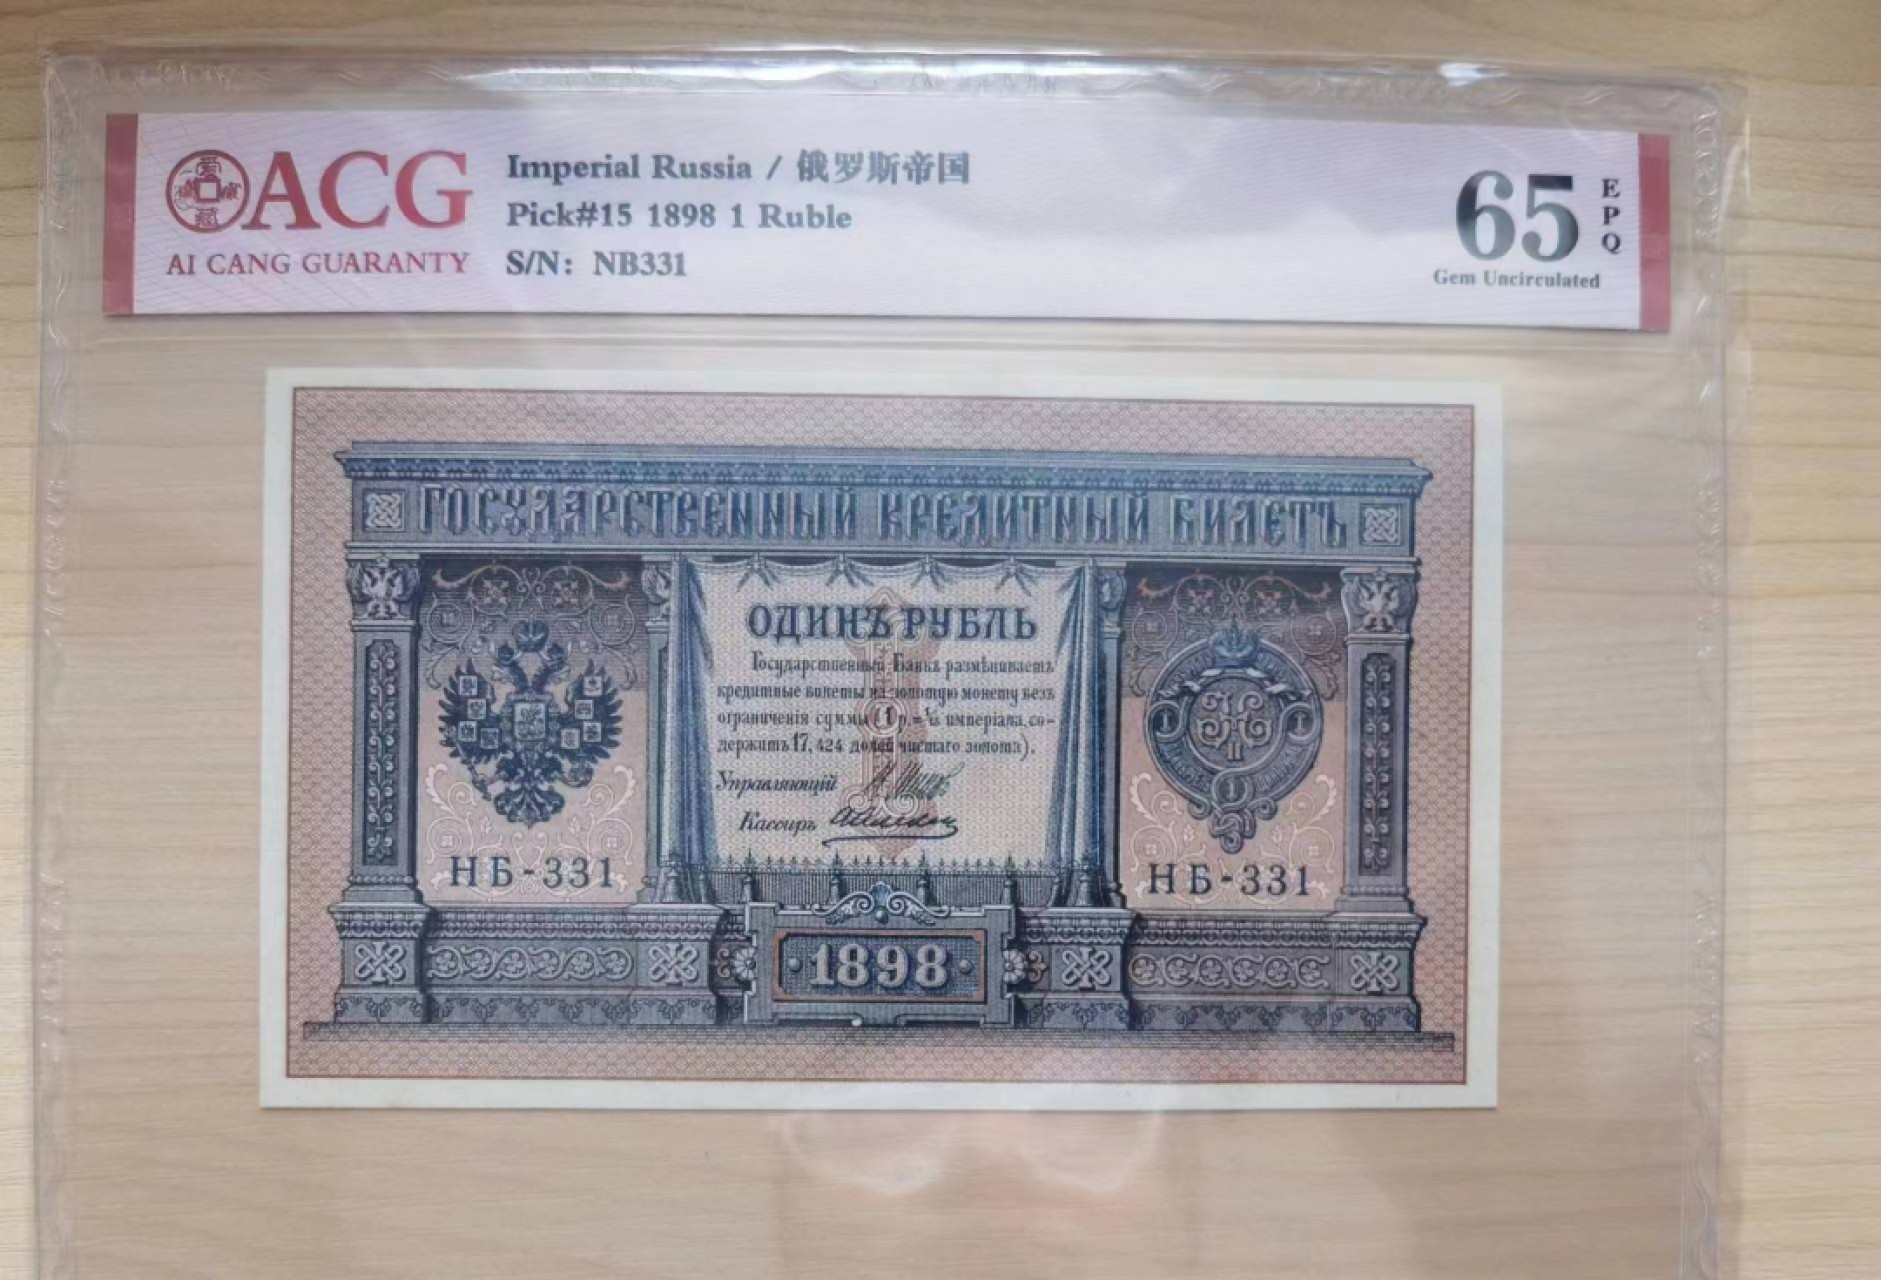 ACG
AI CANG GUARANTY
Imperial Russia / 俄罗斯帝国
Pick#15 1898 1 Ruble
S/N: NB331
65
EPQ
Gem Uncirculated
ГОСУДАРСТВЕННЫЙ КРЕДИТНЫЙ БИЛЕТЪ
ОДИНЪ РУБЛЬ
Государственный Банкъ размѣниваетъ
кредитные билеты на золотую монету безъ
ограниченія суммы (1 р.=1/15 имперіала, со-
держитъ 17,424 долей чистаго золота).
Управляющій
Кассиръ
НБ-331
НБ-331
1898